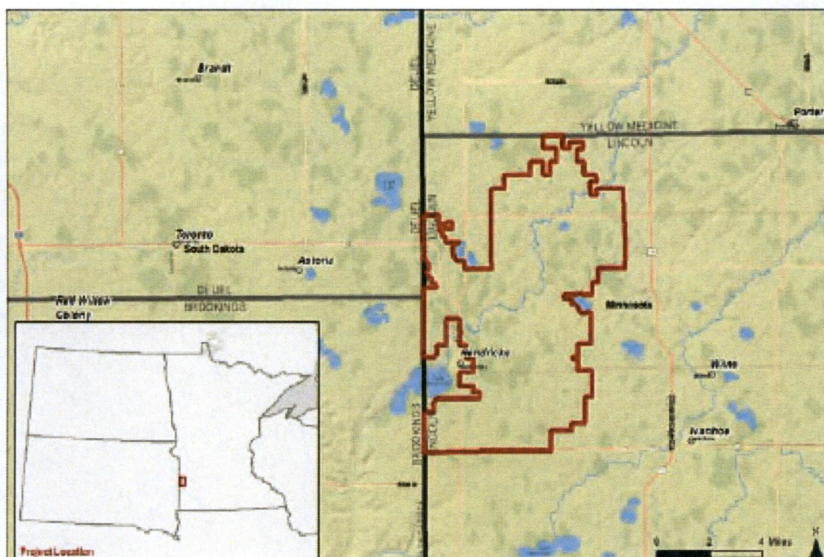 Brandt
DEUEL
YELLOW MEDICINE
YELLOW MEDICINE
LINCOLN
Porter
DEUEL
LINCOLN
Toronto
South Dakota
Astoria
DEUEL
BROOKINGS
Colony
Minnesota
Hendricks
Ivanhoe
BROOKINGS
LINCOLN
Project Location
0 2 4 Miles
N